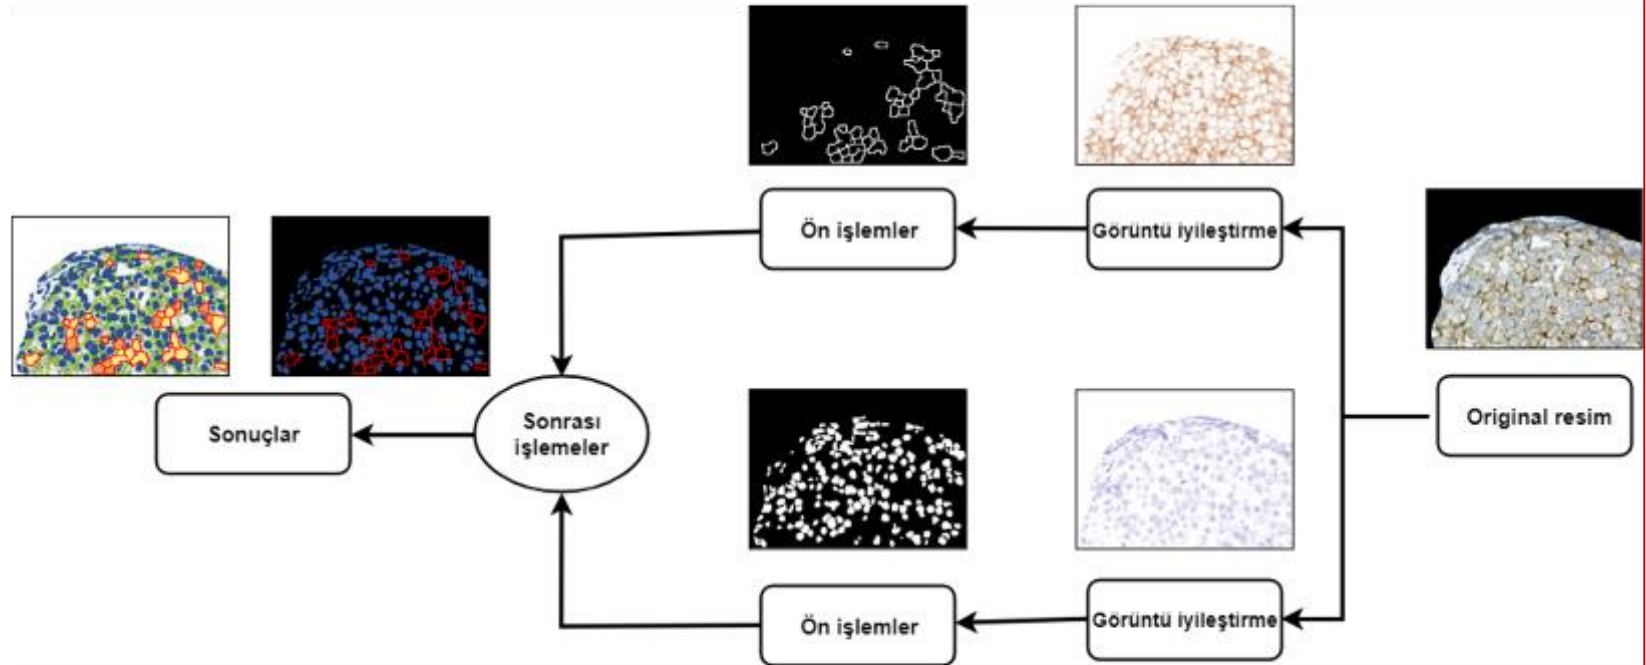 Ön işlemler
Görüntü iyileştirme
Original resim
Sonrası
işlemeler
Sonuçlar
Ön işlemler
Görüntü iyileştirme